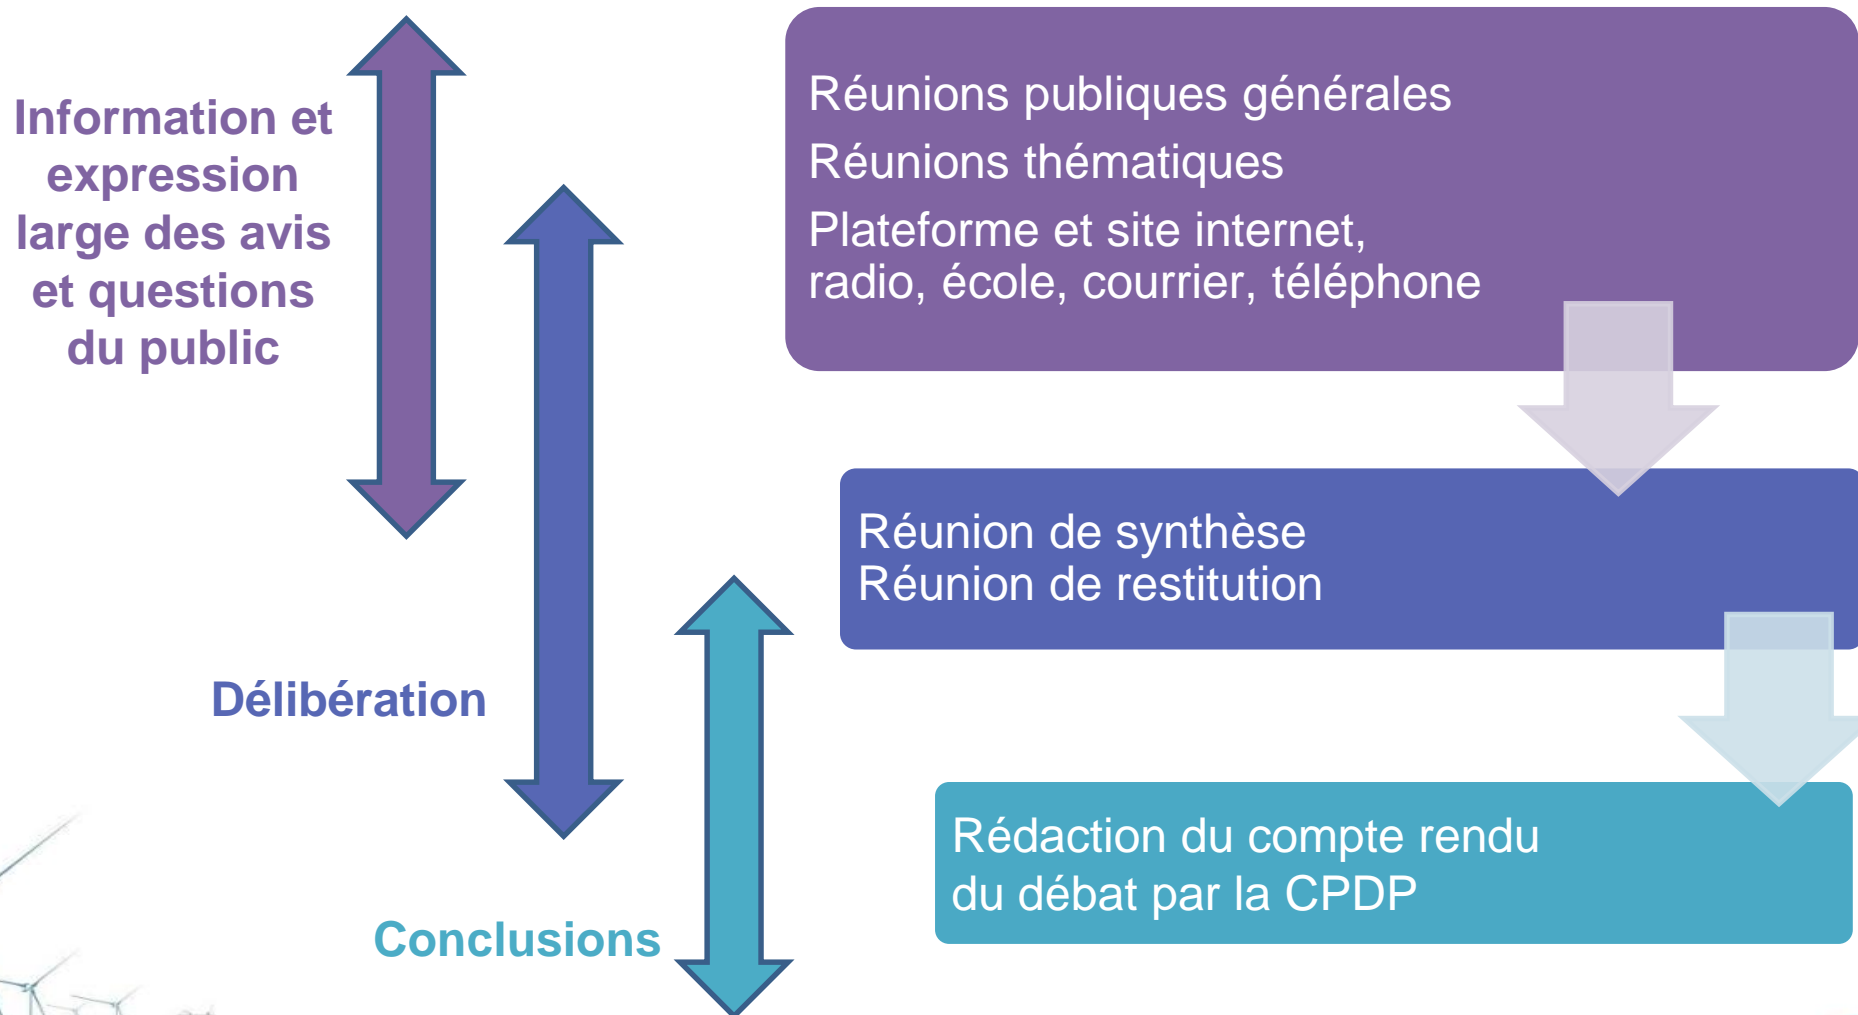 Information et
expression
large des avis
et questions
du public
Réunions publiques générales
Réunions thématiques
Plateforme et site internet,
radio, école, courrier, téléphone
Délibération
Réunion de synthèse
Réunion de restitution
Conclusions
Rédaction du compte rendu
du débat par la CPDP